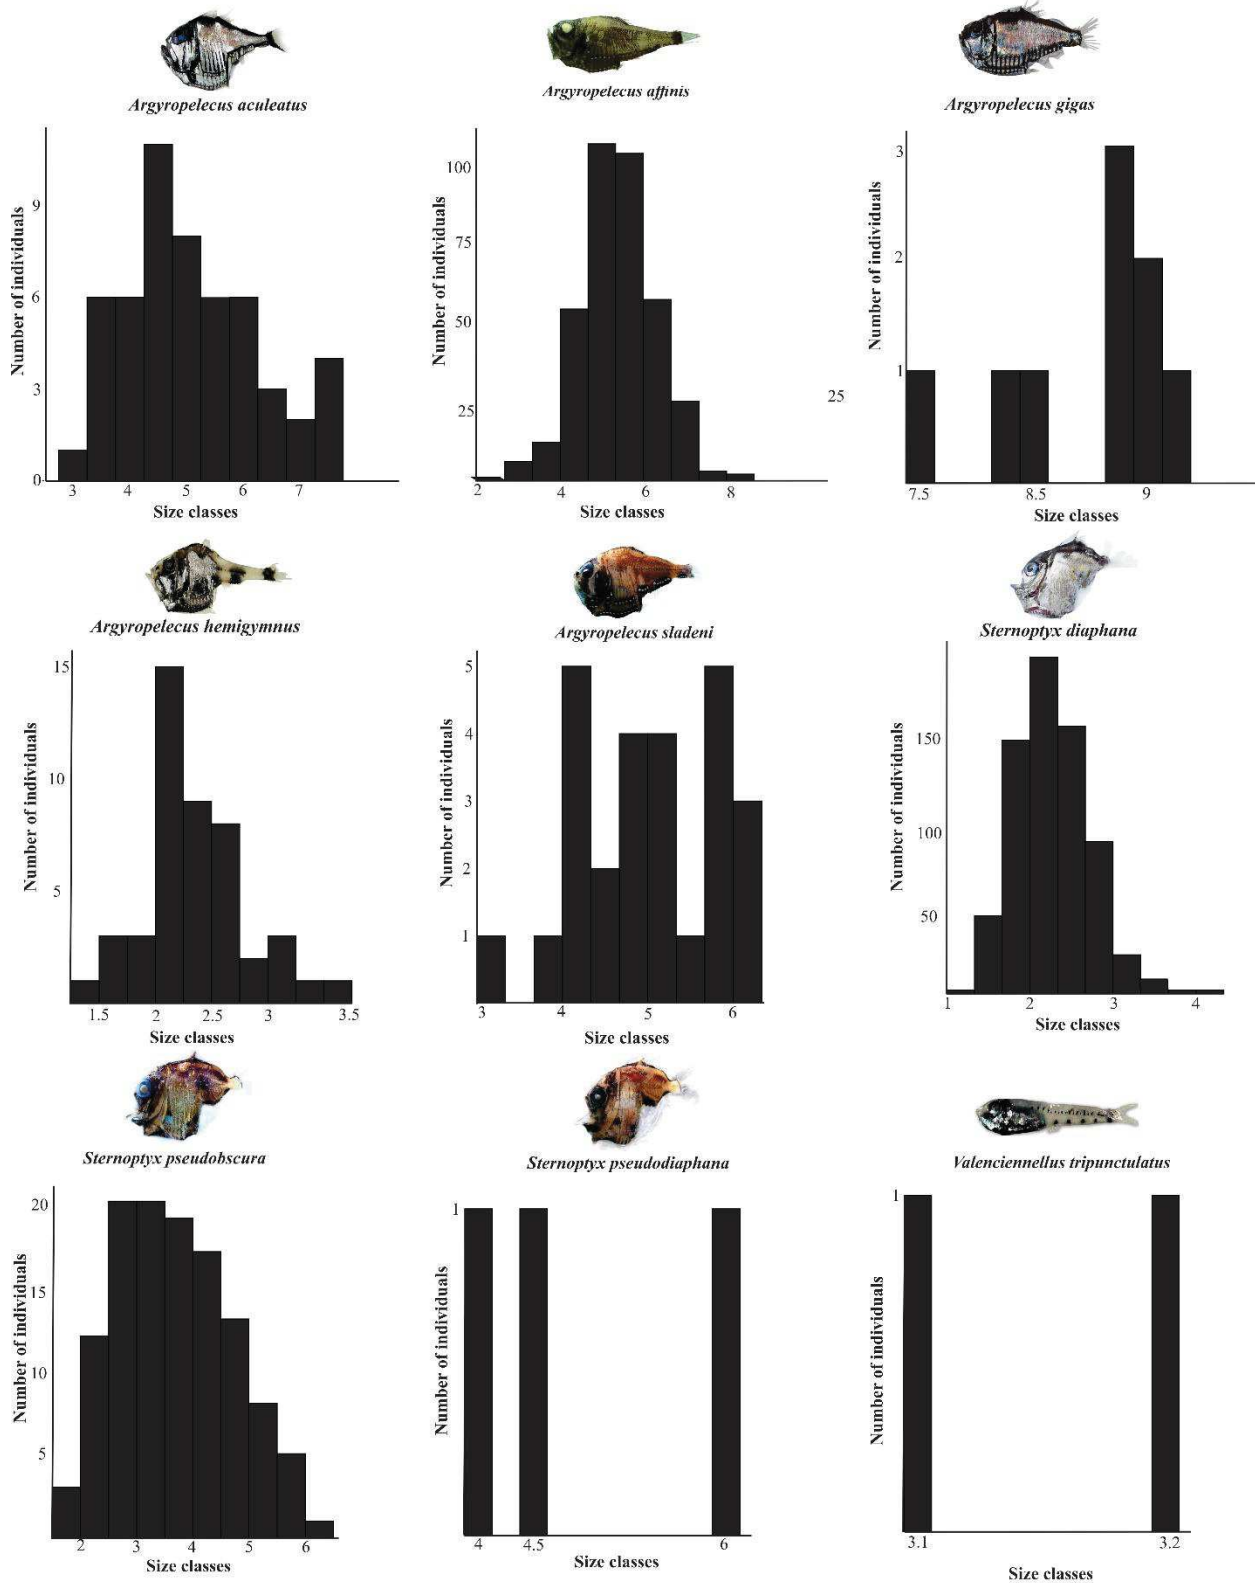 Argyropelecus aculeatus
Argyropelecus affinis
Argyropelecus gigas
Number of individuals
9
6
3
0
3 4 5 6 7
Size classes
Number of individuals
100
75
50
25
2 4 6 8
Size classes
25
Number of individuals
3
2
1
7.5 8.5 9
Size classes
Argyropelecus hemigymnus
Argyropelecus sladeni
Sternoptyx diaphana
Number of individuals
15
10
5
1.5 2 2.5 3 3.5
Size classes
Number of individuals
5
4
3
2
1
3 4 5 6
Size classes
Number of individuals
150
100
50
1 2 3 4
Size classes
Sternoptyx pseudobscura
Sternoptyx pseudodiaphana
Valenciennellus tripunctulatus
Number of individuals
20
15
10
5
2 3 4 5 6
Size classes
Number of individuals
1
4 4.5 6
Size classes
Number of individuals
1
3.1 3.2
Size classes